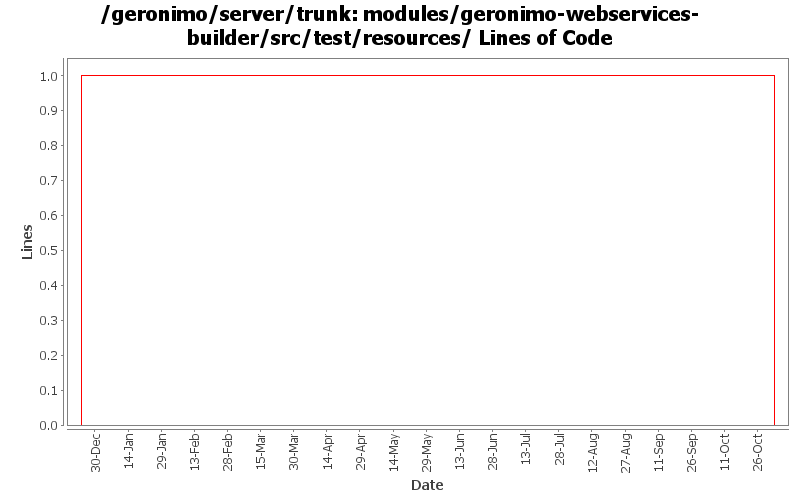 /geronimo/server/trunk: modules/geronimo-webservices-
builder/src/test/resources/ Lines of Code
1.0
0.9
0.8
0.7
0.6
0.5
0.4
0.3
0.2
0.1
0.0
Lines
30-Dec
14-Jan
29-Jan
13-Feb
28-Feb
15-Mar
30-Mar
14-Apr
29-Apr
14-May
29-May
13-Jun
28-Jun
13-Jul
28-Jul
12-Aug
27-Aug
11-Sep
26-Sep
11-Oct
26-Oct
Date